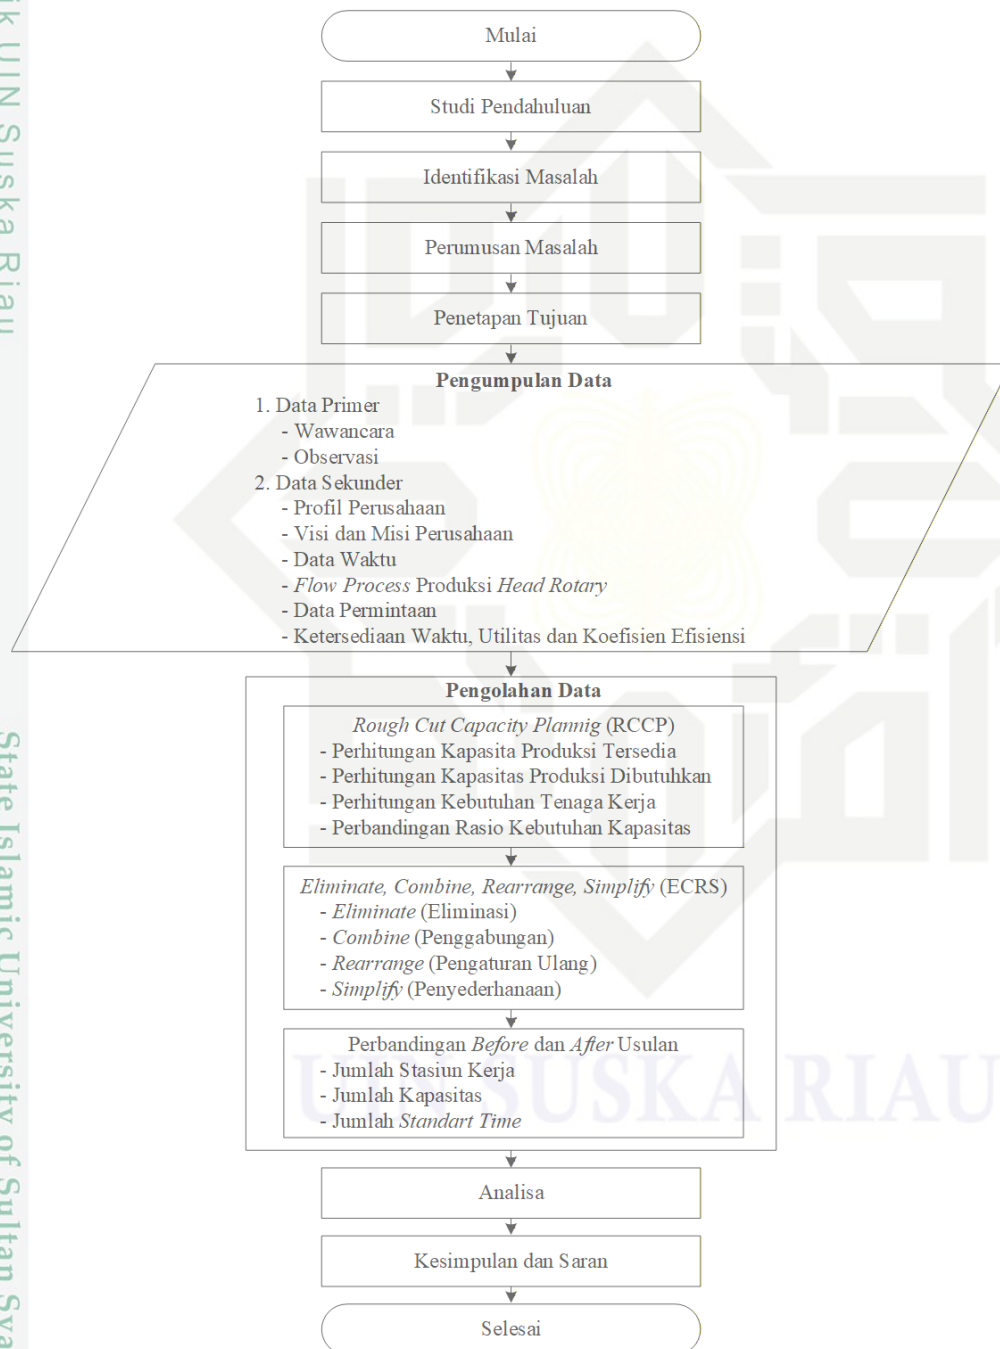 Mulai
Studi Pendahuluan
Identifikasi Masalah
Perumusan Masalah
Penetapan Tujuan
Pengumpulan Data
1. Data Primer
- Wawancara
- Observasi
2. Data Sekunder
- Profil Perusahaan
- Visi dan Misi Perusahaan
- Data Waktu
- Flow Process Produksi Head Rotary
- Data Permintaan
- Ketersediaan Waktu, Utilitas dan Koefisien Efisiensi
Pengolahan Data
Rough Cut Capacity Plannig (RCCP)
- Perhitungan Kapasita Produksi Tersedia
- Perhitungan Kapasitas Produksi Dibutuhkan
- Perhitungan Kebutuhan Tenaga Kerja
- Perbandingan Rasio Kebutuhan Kapasitas
Eliminate, Combine, Rearrange, Simplify (ECRS)
- Eliminate (Eliminasi)
- Combine (Penggabungan)
- Rearrange (Pengaturan Ulang)
- Simplify (Penyederhanaan)
Perbandingan Before dan After Usulan
- Jumlah Stasiun Kerja
- Jumlah Kapasitas
- Jumlah Standart Time
Analisa
Kesimpulan dan Saran
Selesai
UIN SUSKA RIAU
UIN Suska Riau
State Islamic University of Sultan